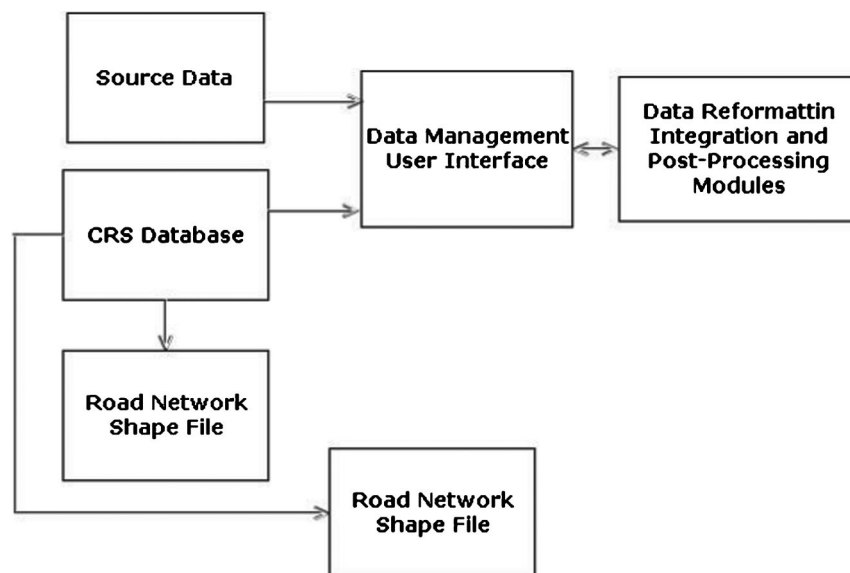 Source Data
Data Management
User Interface
Data Reformattin
Integration and
Post-Processing
Modules
CRS Database
Road Network
Shape File
Road Network
Shape File